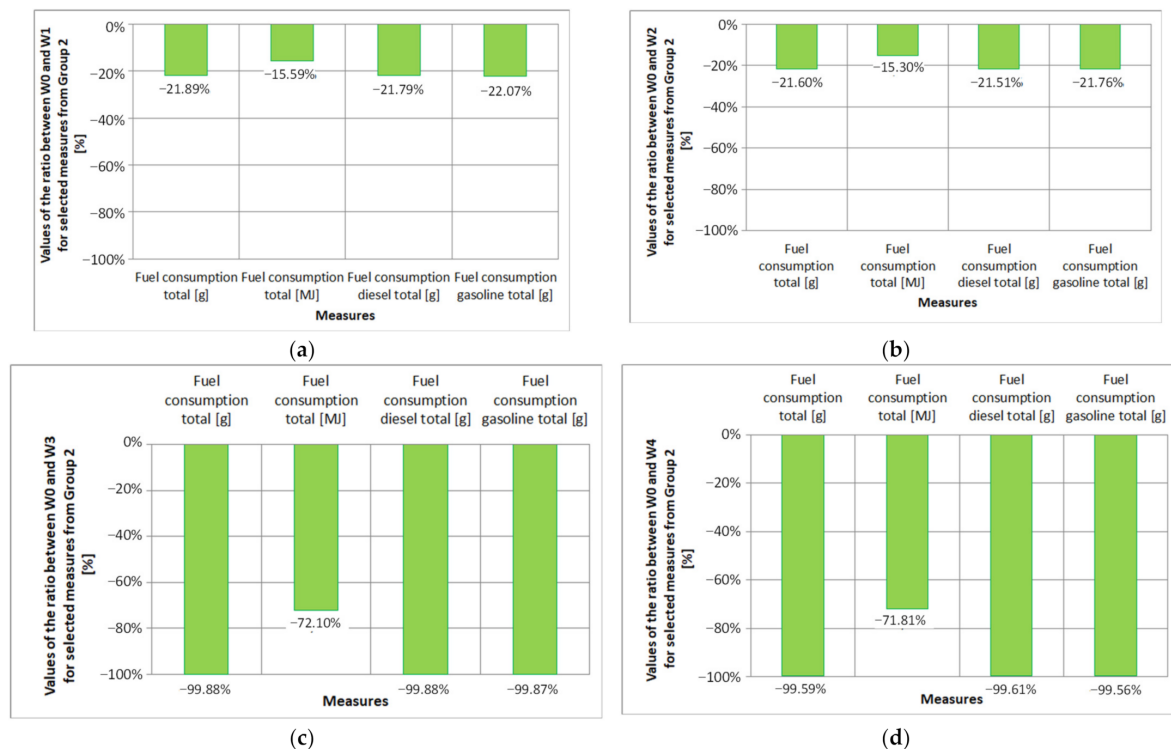 Values of the ratio between W0 and W1
for selected measures from Group 2
[%]
0%
−20%
−40%
−60%
−80%
−100%
−21.89%
−15.59%
−21.79%
−22.07%
Fuel consumption
total [g]
Fuel consumption
total [MJ]
Fuel consumption
diesel total [g]
Fuel consumption
gasoline total [g]
Measures
(a)
Values of the ratio between W0 and W2
for selected measures from Group 2
[%]
0%
−20%
−40%
−60%
−80%
−100%
−21.60%
−15.30%
−21.51%
−21.76%
Fuel
consumption
total [g]
Fuel
consumption
total [MJ]
Fuel
consumption
diesel total [g]
Fuel
consumption
gasoline total [g]
Measures
(b)
Values of the ratio between W0 and W3
for selected measures from Group 2
[%]
Fuel
consumption
total [g]
Fuel
consumption
total [MJ]
Fuel
consumption
diesel total [g]
Fuel
consumption
gasoline total [g]
0%
−20%
−40%
−60%
−80%
−100%
−99.88%
−72.10%
−99.88%
−99.87%
Measures
(c)
Values of the ratio between W0 and W4
for selected measures from Group 2
[%]
Fuel
consumption
total [g]
Fuel
consumption
total [MJ]
Fuel
consumption
diesel total [g]
Fuel
consumption
gasoline total [g]
0%
−20%
−40%
−60%
−80%
−100%
−99.59%
−71.81%
−99.61%
−99.56%
Measures
(d)